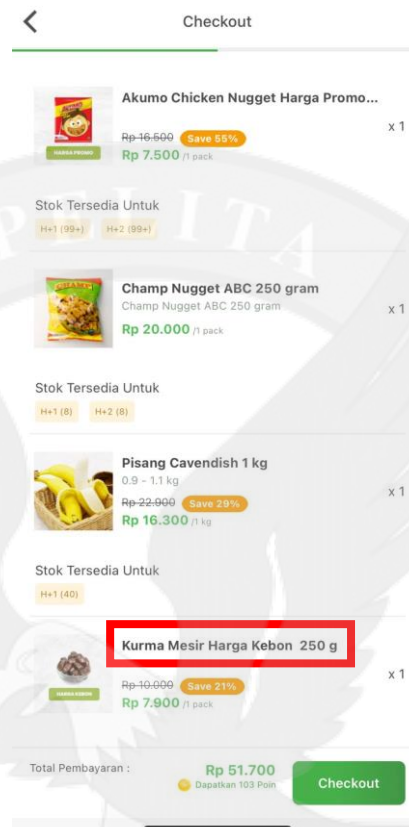 Checkout
Akumo Chicken Nugget Harga Promo...
Rp 16.500 Save 55%
x 1
HARGA PROMO
Rp 7.500 /1 pack
Stok Tersedia Untuk
PELITA
H+1 (99+) H+2 (99+)
CHAMP
Champ Nugget ABC 250 gram
Champ Nugget ABC 250 gram
x 1
Rp 20.000 /1 pack
Stok Tersedia Untuk
H+1 (8) H+2 (8)
Pisang Cavendish 1 kg
0.9 - 1.1 kg
x 1
Rp 22.900 Save 29%
Rp 16.300 /1 kg
Stok Tersedia Untuk
H+1 (40)
Kurma Mesir Harga Kebon 250 g
x 1
Rp 10.000 Save 21%
HARGA KEBON
Rp 7.900 /1 pack
Total Pembayaran :
Rp 51.700
Dapatkan 103 Poin
Checkout